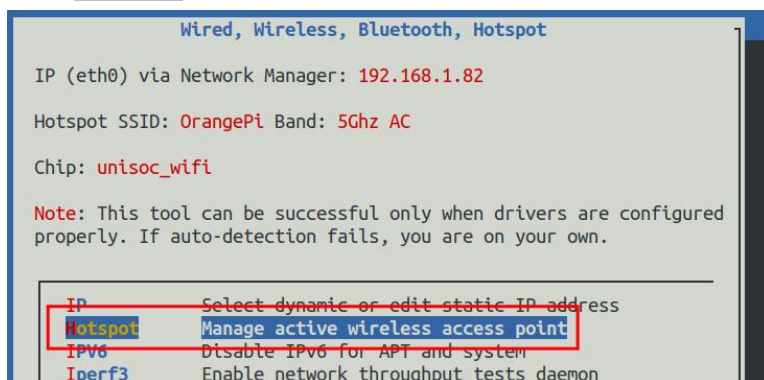 Wired, Wireless, Bluetooth, Hotspot
IP (eth0) via Network Manager: 192.168.1.82
Hotspot SSID: OrangePi Band: 5Ghz AC
Chip: unisoc_wifi
Note: This tool can be successful only when drivers are configured
properly. If auto-detection fails, you are on your own.
IP Select dynamic or edit static IP address
Hotspot Manage active wireless access point
IPV6 Disable IPv6 for APT and system
Iperf3 Enable network throughput tests daemon